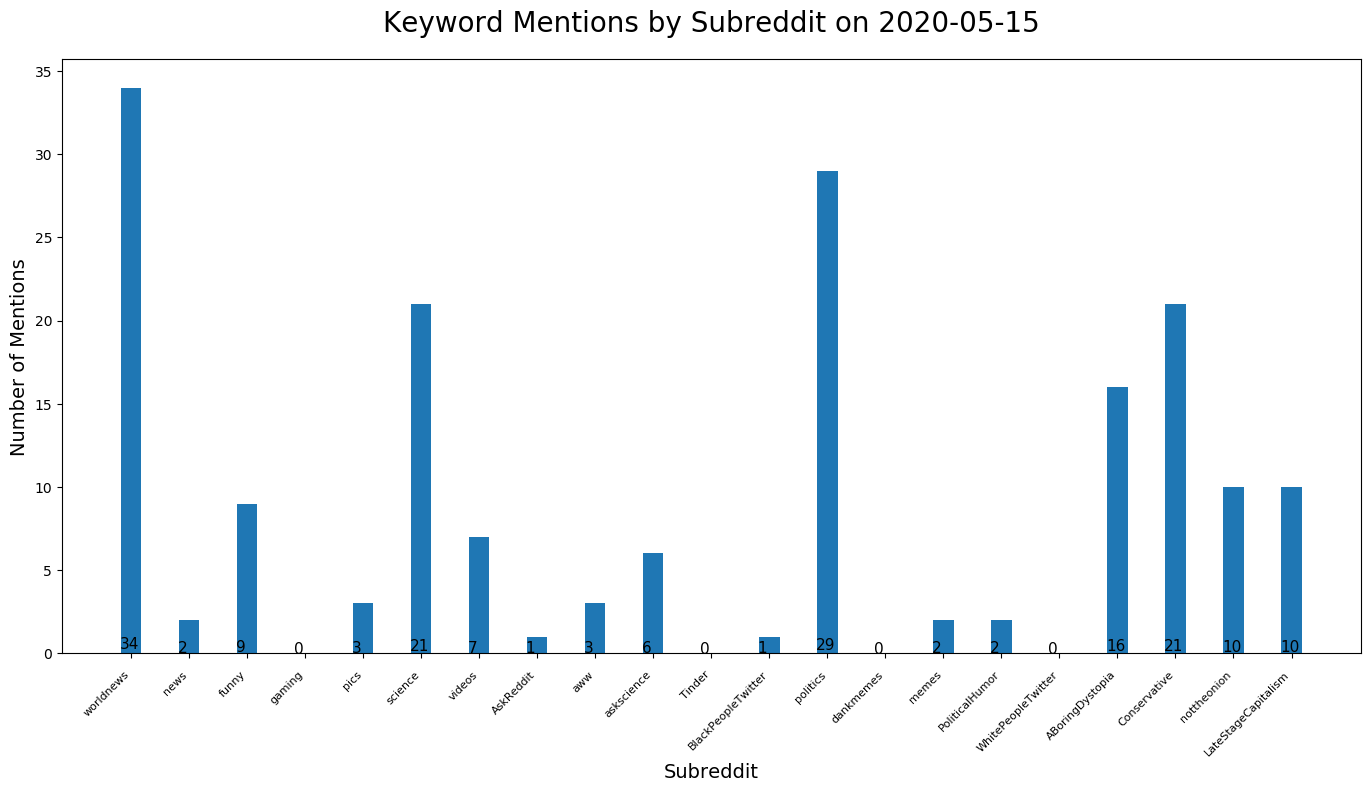 Keyword Mentions by Subreddit on 2020-05-15
Number of Mentions
35
30
25
20
15
10
5
0
34 2 9 0 3 21 7 1 3 6 0 1 29 0 2 2 0 16 21 10 10
worldnews
news
funny
gaming
pics
science
videos
AskReddit
aww
askscience
Tinder
BlackPeopleTwitter
politics
dankmemes
memes
PoliticalHumor
WhitePeopleTwitter
ABoringDystopia
Conservative
nottheonion
LateStageCapitalism
Subreddit